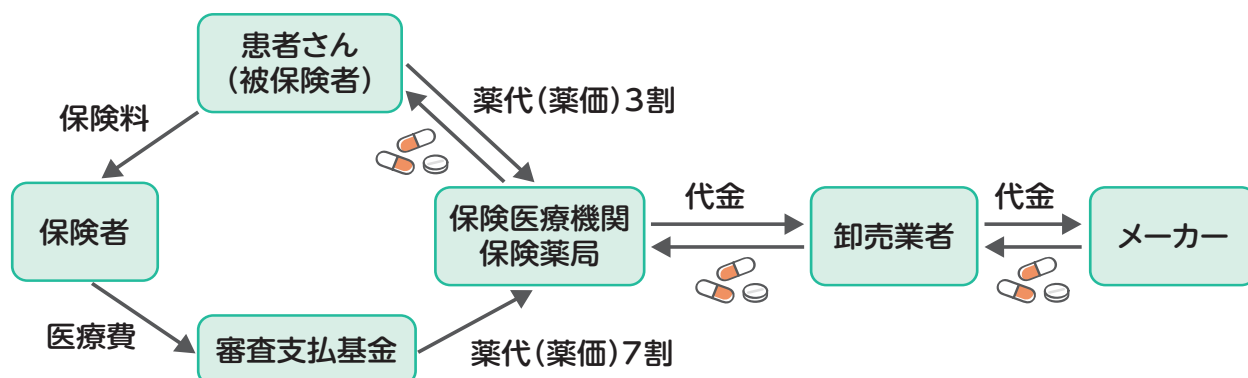 患者さん
（被保険者）
保険料
薬代（薬価）3割
保険者
保険医療機関
保険薬局
代金
卸売業者
代金
メーカー
医療費
審査支払基金
薬代（薬価）7割